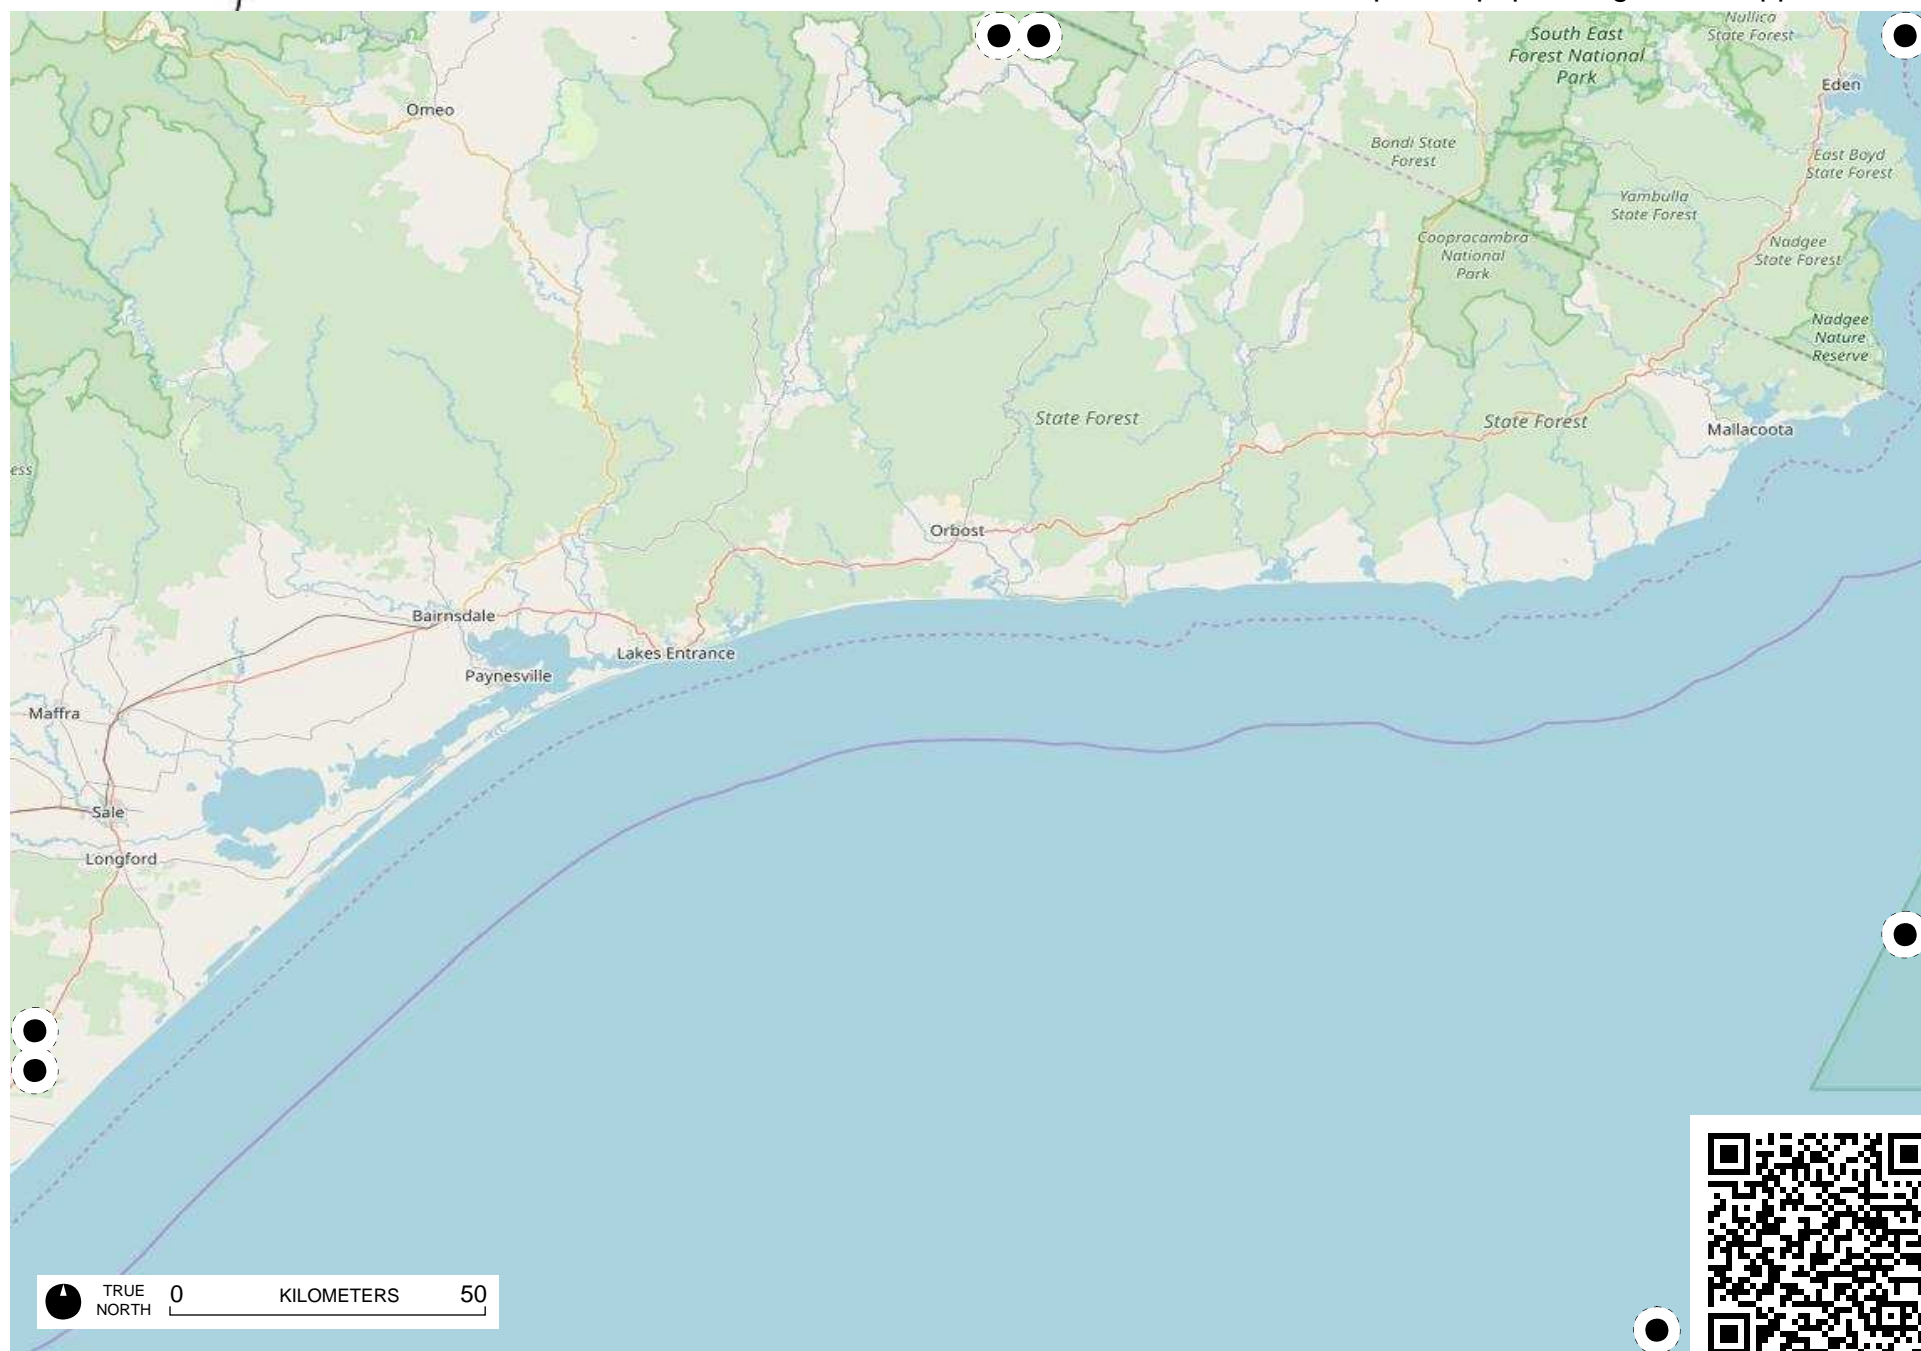 Nullica
State Forest
South East
Forest National
Park
Eden
Omeo
Bondi State
Forest
East Boyd
State Forest
Yambulla
State Forest
Coopracambra
National
Park
Nadgee
State Forest
Nadgee
Nature
Reserve
State Forest
State Forest
Mallacoota
ess
Orbost
Bairnsdale
Lakes Entrance
Paynesville
Maffra
Sale
Longford
TRUE
NORTH
0 KILOMETERS 50